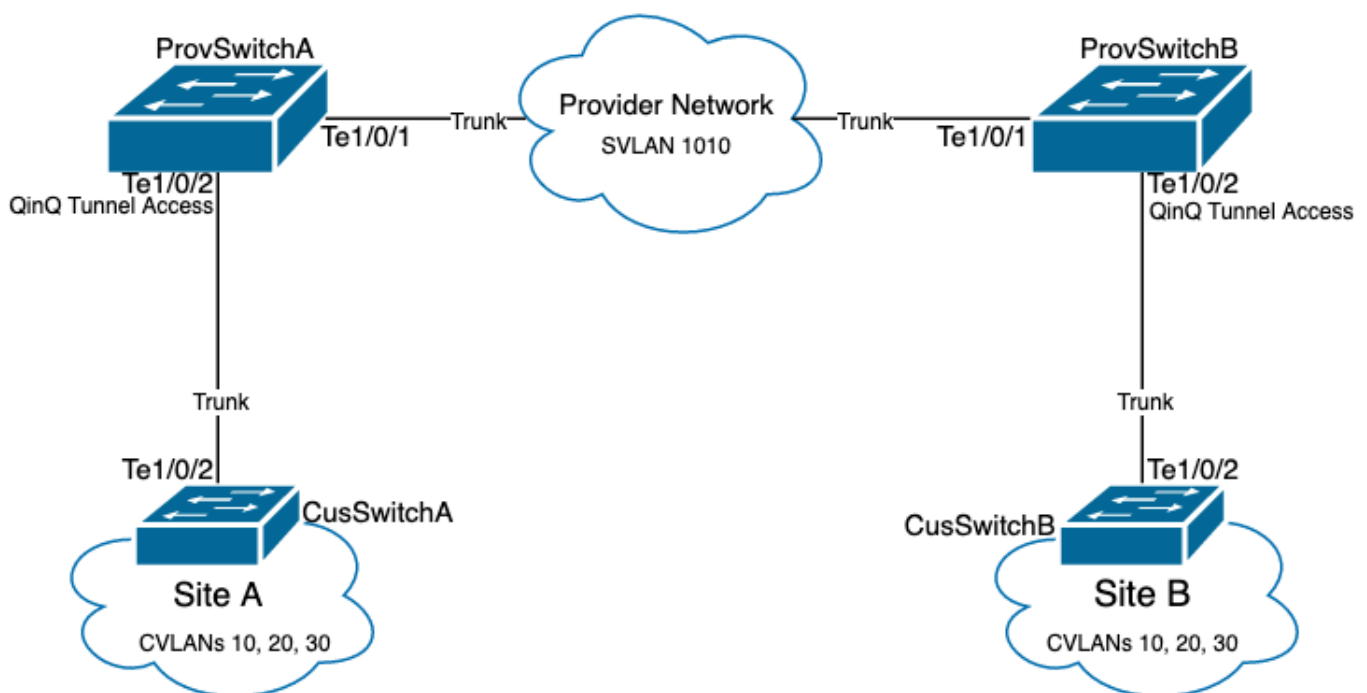 ProvSwitchA
ProvSwitchB
Provider Network
SVLAN 1010
Te1/0/1
Trunk
Trunk
Te1/0/1
Te1/0/2
QinQ Tunnel Access
Te1/0/2
QinQ Tunnel Access
Trunk
Trunk
Te1/0/2
Te1/0/2
CusSwitchA
CusSwitchB
Site A
CVLANs 10, 20, 30
Site B
CVLANs 10, 20, 30